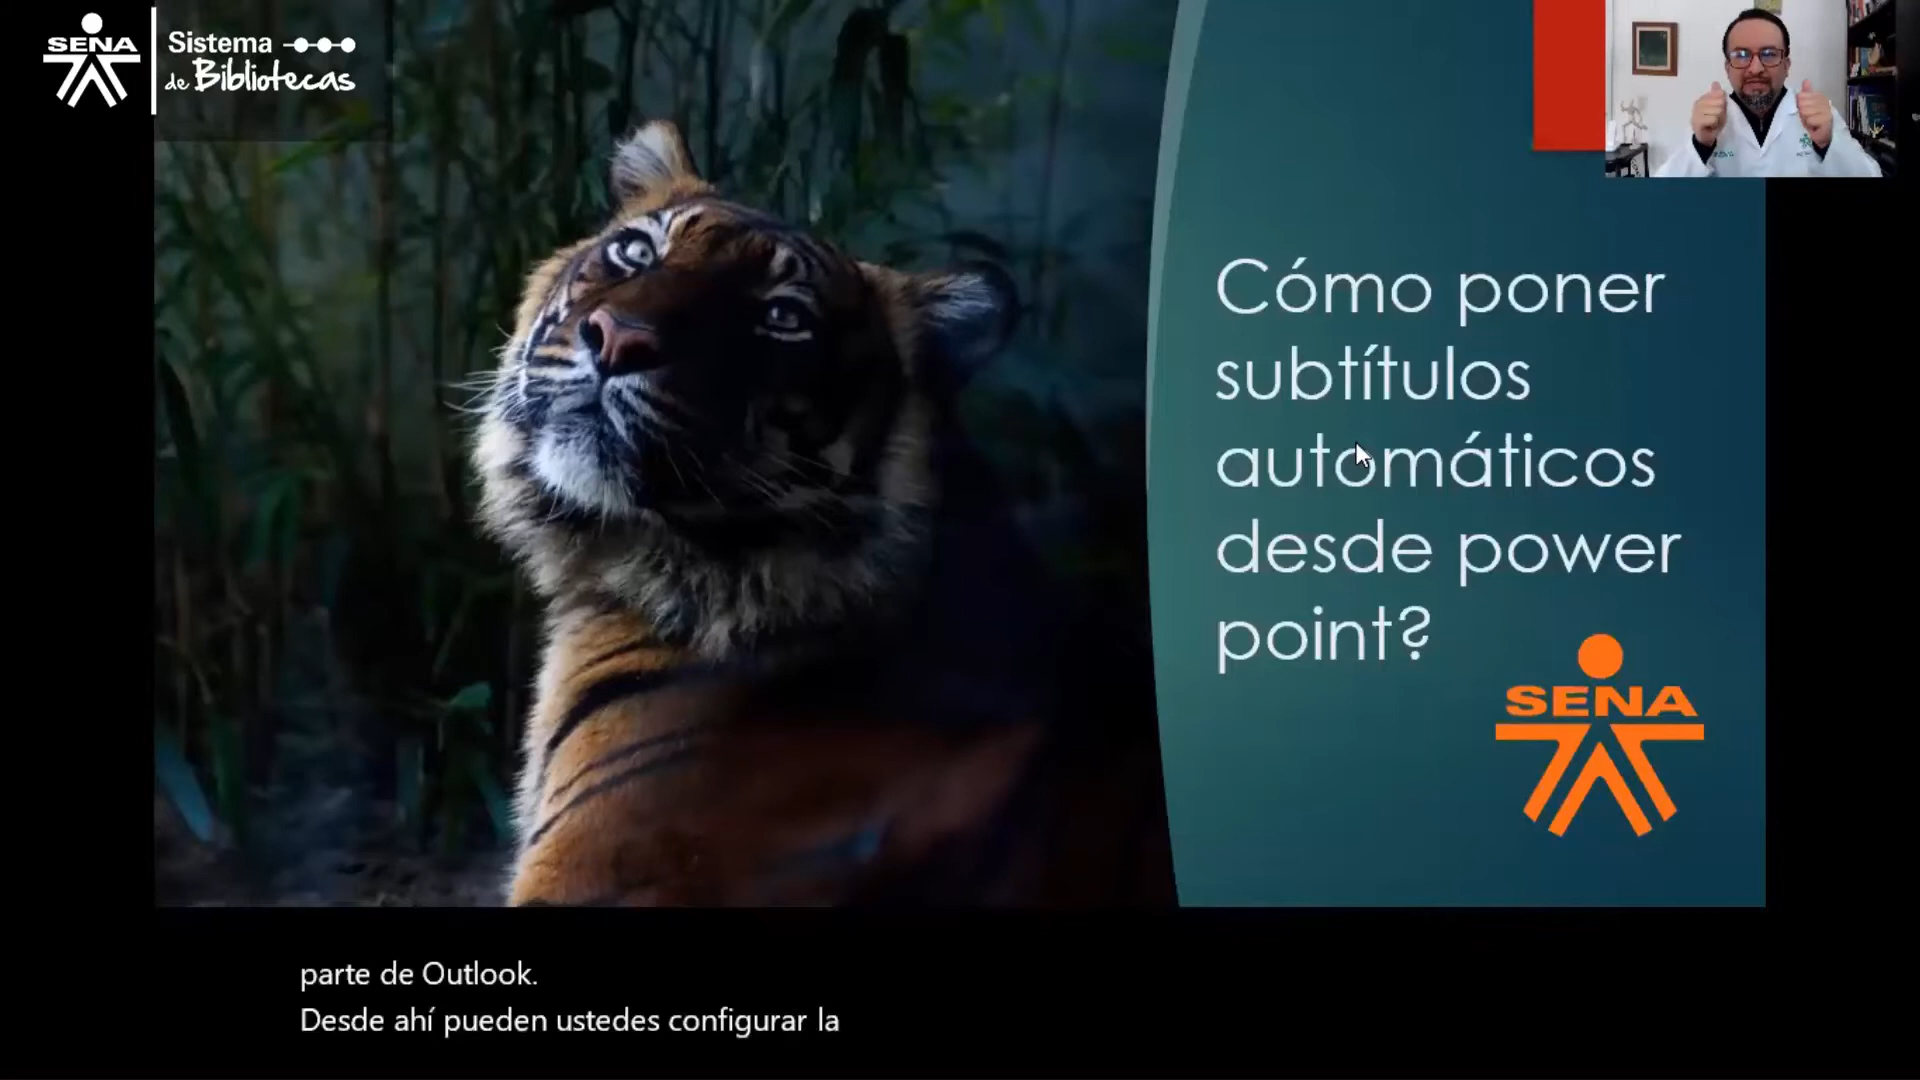 SENA
Sistema
de Bibliotecas
Cómo poner
subtítulos
automáticos
desde power
point?
SENA
parte de Outlook.
Desde ahí pueden ustedes configurar la